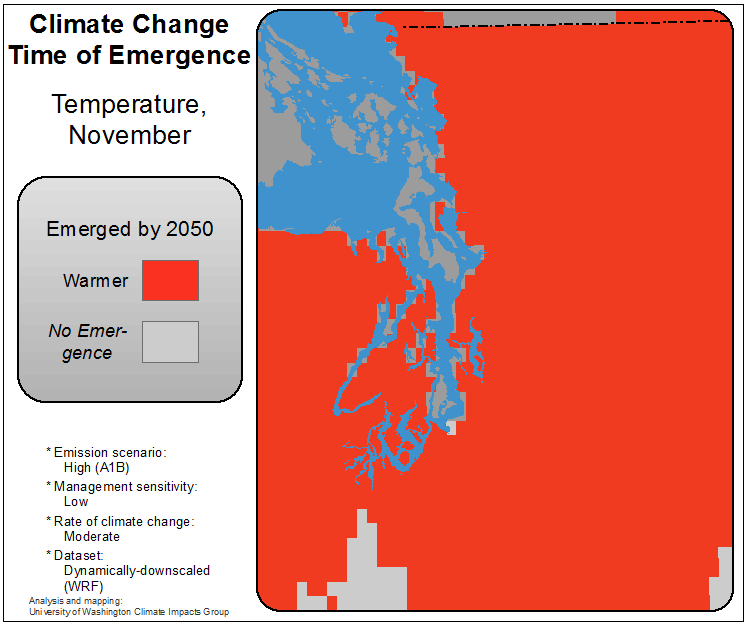 Climate Change
Time of Emergence
Temperature,
November
Emerged by 2050
Warmer
No Emer-
gence
* Emission scenario:
High (A1B)
* Management sensitivity:
Low
* Rate of climate change:
Moderate
* Dataset:
Dynamically-downscaled
(WRF)
Analysis and mapping:
University of Washington Climate Impacts Group